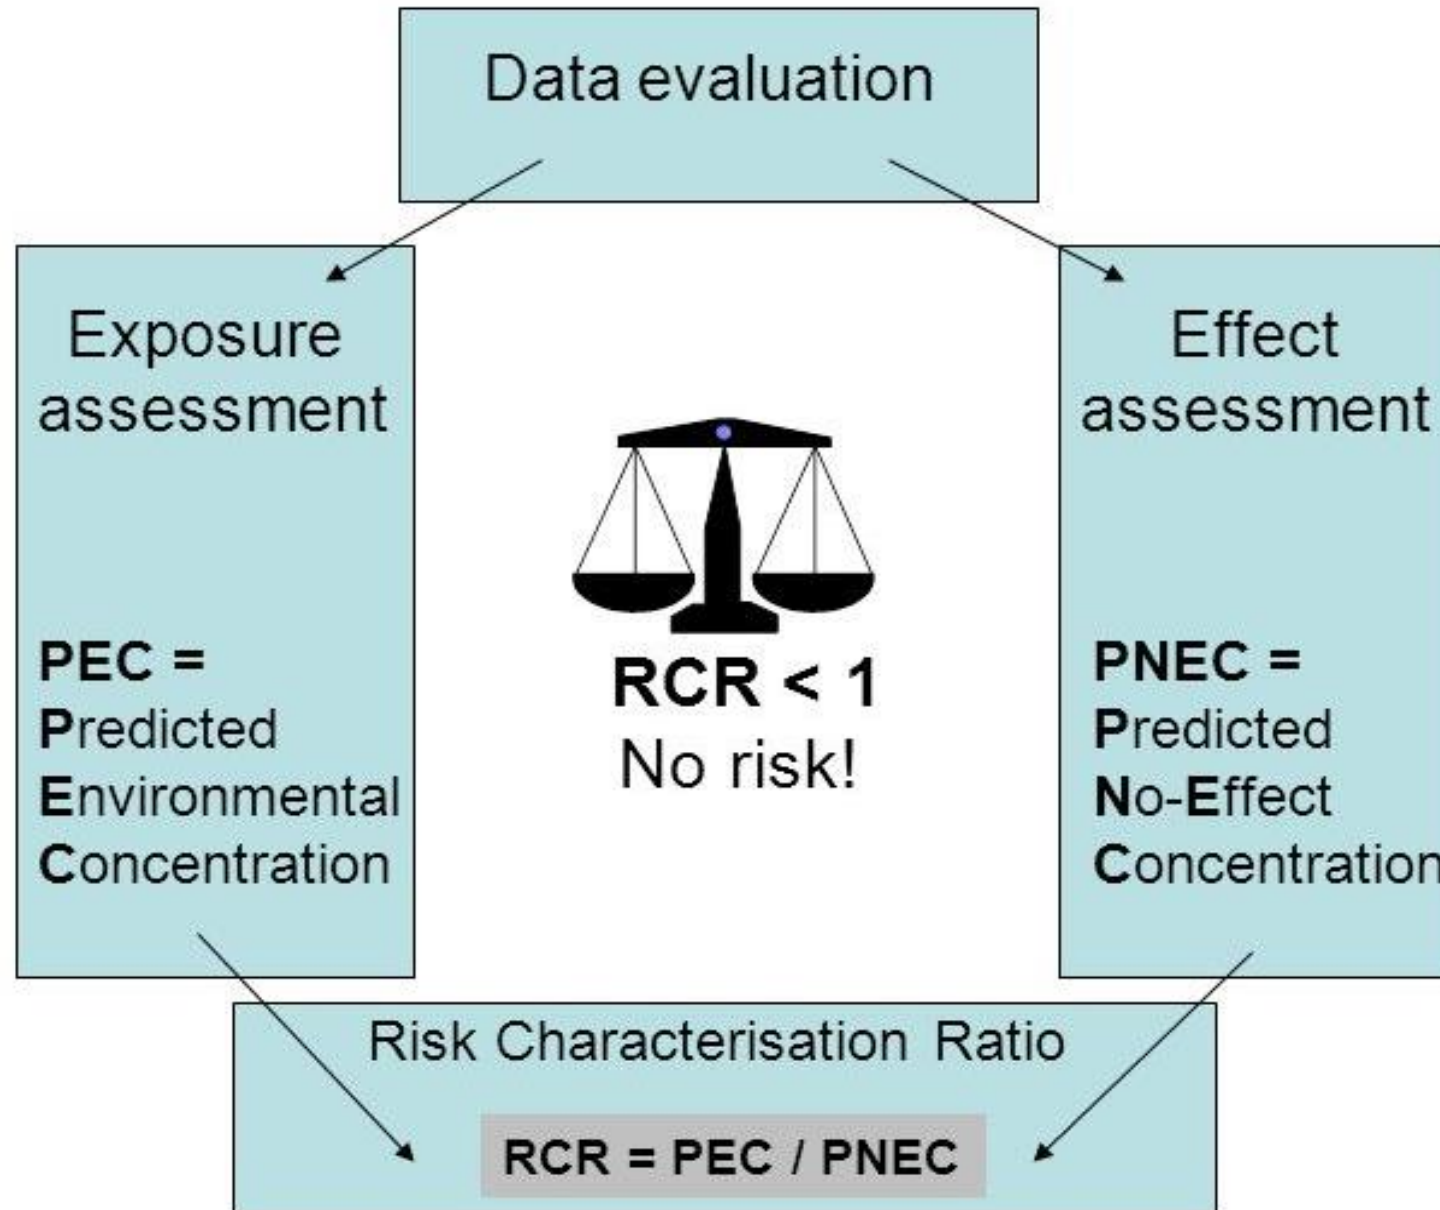 Data evaluation
Exposure
assessment
PEC =
Predicted
Environmental
Concentration
RCR < 1
No risk!
Effect
assessment
PNEC =
Predicted
No-Effect
Concentration
Risk Characterisation Ratio
RCR = PEC / PNEC